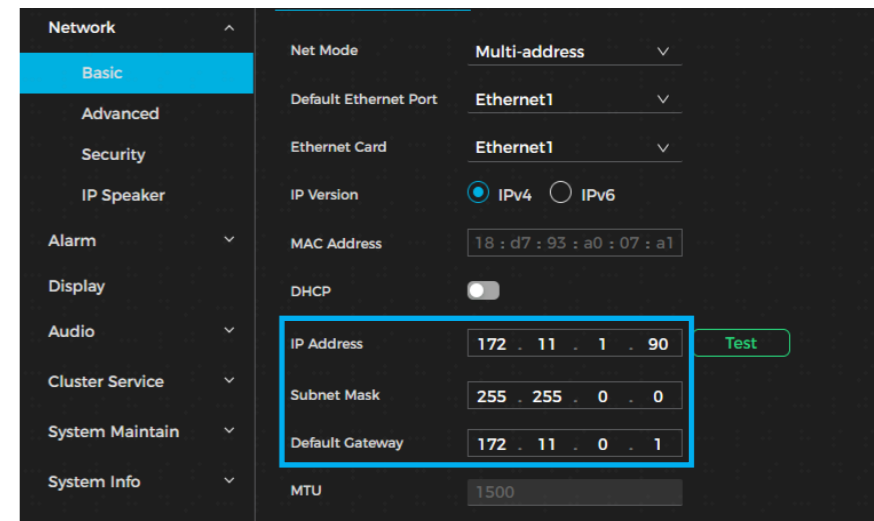 Network
Basic
Advanced
Security
IP Speaker
Alarm
Display
Audio
Cluster Service
System Maintain
System Info
Net Mode Multi-address
Default Ethernet Port Ethernet1
Ethernet Card Ethernet1
IP Version IPv4 IPv6
MAC Address 18 : d7 : 93 : a0 : 07 : a1
DHCP
IP Address 172 . 11 . 1 . 90 Test
Subnet Mask 255 . 255 . 0 . 0
Default Gateway 172 . 11 . 0 . 1
MTU 1500